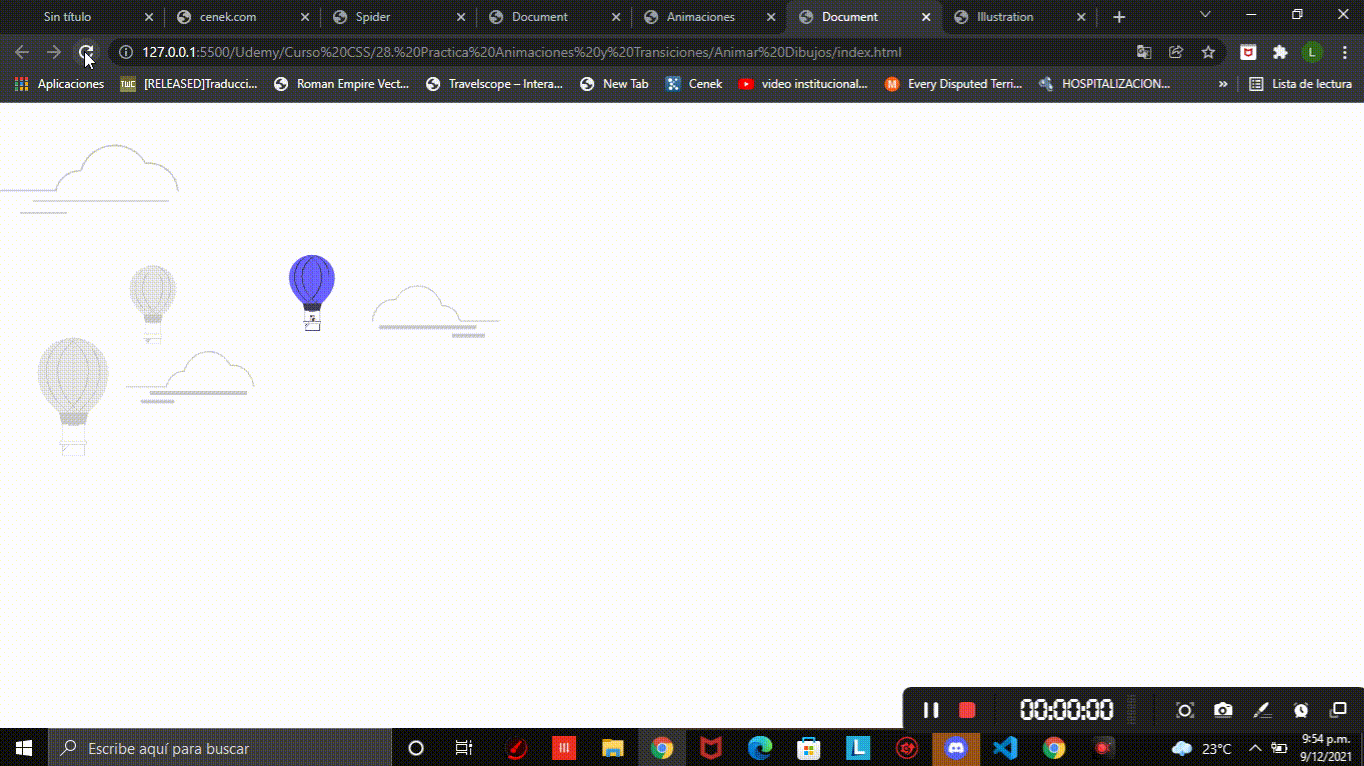 Sin título
cenek.com
Spider
Document
Animaciones
Document
Illustration
127.0.0.1:5500/Udemy/Curso%20CSS/28.%20Practica%20Animaciones%20y%20Transiciones/Animar%20Dibujos/index.html
L
Aplicaciones
TWC
[RELEASED]Traducci...
Roman Empire Vect...
Travelscope – Intera...
New Tab
Cenek
video institucional...
M
Every Disputed Terri...
HOSPITALIZACION...
»
Lista de lectura
00:00:00
Escribe aquí para buscar
L
23°C
9:54 p.m.
9/12/2021